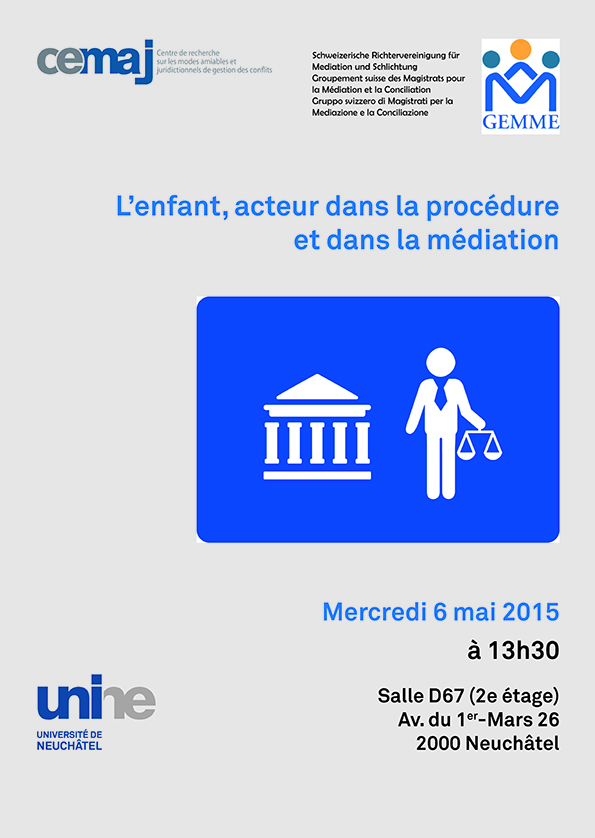 cemaj
Centre de recherche
sur les modes amiables et
juridictionnels de gestion des conflits
Schweizerische Richtervereinigung für
Mediation und Schlichtung
Groupement suisse des Magistrats pour
la Médiation et la Conciliation
Gruppo svizzero di Magistrati per la
Mediazione e la Conciliazione
GEMME
L'enfant, acteur dans la procédure
et dans la médiation
Mercredi 6 mai 2015
à 13h30
Salle D67 (2e étage)
Av. du 1er-Mars 26
2000 Neuchâtel
unine
UNIVERSITÉ DE
NEUCHÂTEL